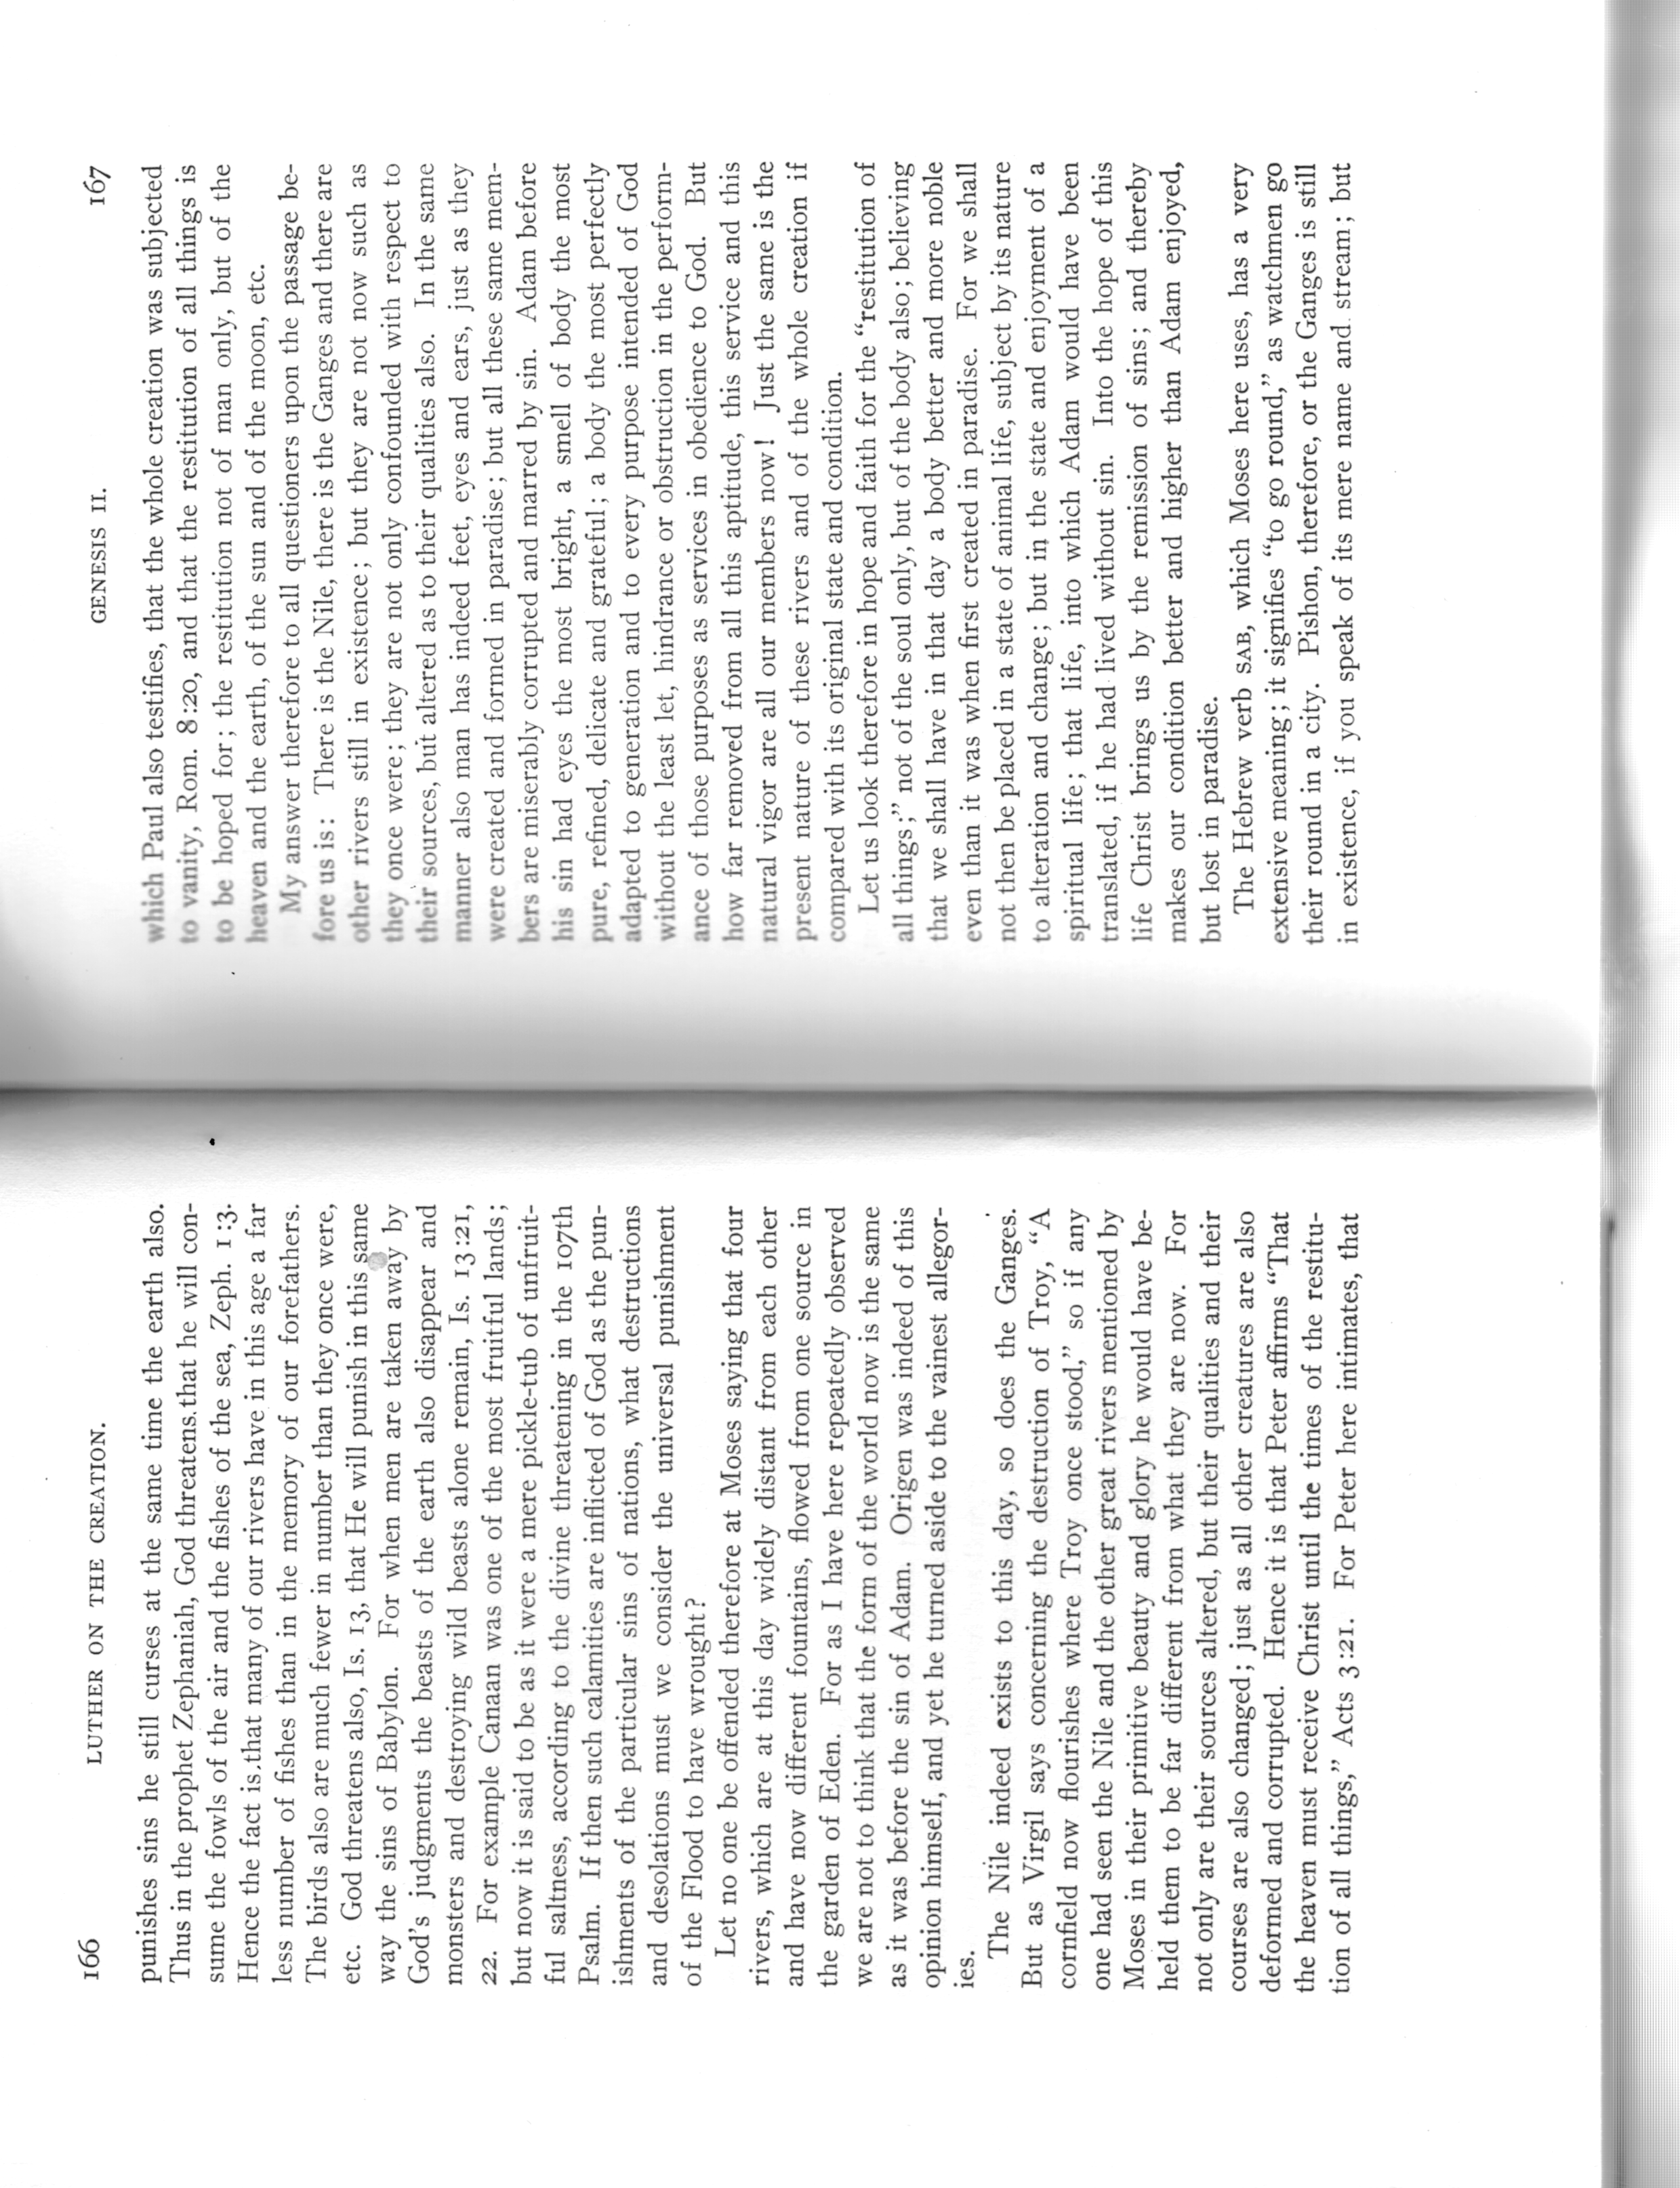 166 LUTHER ON THE CREATION.
punishes sins he still curses at the same time the earth also.
Thus in the prophet Zephaniah, God threatens.that he will con-
sume the fowls of the air and the fishes of the sea, Zeph. 1:3.
Hence the fact is.that many of our rivers have in this age a far
less number of fishes than in the memory of our forefathers.
The birds also are much fewer in number than they once were,
etc. God threatens also, Is. 13, that He will punish in this same
way the sins of Babylon. For when men are taken away by
God's judgments the beasts of the earth also disappear and
monsters and destroying wild beasts alone remain, Is. 13:21,
22. For example Canaan was one of the most fruitful lands;
but now it is said to be as it were a mere pickle-tub of unfruit-
ful saltness, according to the divine threatening in the 107th
Psalm. If then such calamities are inflicted of God as the pun-
ishments of the particular sins of nations, what destructions
and desolations must we consider the universal punishment
of the Flood to have wrought?
Let no one be offended therefore at Moses saying that four
rivers, which are at this day widely distant from each other
and have now different fountains, flowed from one source in
the garden of Eden. For as I have here repeatedly observed
we are not to think that the form of the world now is the same
as it was before the sin of Adam. Origen was indeed of this
opinion himself, and yet he turned aside to the vainest allegor-
ies.
The Nile indeed exists to this day, so does the Ganges.
But as Virgil says concerning the destruction of Troy, “A
cornfield now flourishes where Troy once stood,” so if any
one had seen the Nile and the other great rivers mentioned by
Moses in their primitive beauty and glory he would have be-
held them to be far different from what they are now. For
not only are their sources altered, but their qualities and their
courses are also changed; just as all other creatures are also
deformed and corrupted. Hence it is that Peter affirms “That
the heaven must receive Christ until the times of the restitu-
tion of all things,” Acts 3:21. For Peter here intimates, that
GENESIS II. 167
which Paul also testifies, that the whole creation was subjected
to vanity, Rom. 8:20, and that the restitution of all things is
to be hoped for; the restitution not of man only, but of the
heaven and the earth, of the sun and of the moon, etc.
My answer therefore to all questioners upon the passage be-
fore us is: There is the Nile, there is the Ganges and there are
other rivers still in existence; but they are not now such as
they once were; they are not only confounded with respect to
their sources, but altered as to their qualities also. In the same
manner also man has indeed feet, eyes and ears, just as they
were created and formed in paradise; but all these same mem-
bers are miserably corrupted and marred by sin. Adam before
his sin had eyes the most bright, a smell of body the most
pure, refined, delicate and grateful; a body the most perfectly
adapted to generation and to every purpose intended of God
without the least let, hindrance or obstruction in the perform-
ance of those purposes as services in obedience to God. But
how far removed from all this aptitude, this service and this
natural vigor are all our members now! Just the same is the
present nature of these rivers and of the whole creation if
compared with its original state and condition.
Let us look therefore in hope and faith for the “restitution of
all things;” not of the soul only, but of the body also; believing
that we shall have in that day a body better and more noble
even than it was when first created in paradise. For we shall
not then be placed in a state of animal life, subject by its nature
to alteration and change; but in the state and enjoyment of a
spiritual life; that life, into which Adam would have been
translated, if he had lived without sin. Into the hope of this
life Christ brings us by the remission of sins; and thereby
makes our condition better and higher than Adam enjoyed,
but lost in paradise.
The Hebrew verb SAB, which Moses here uses, has a very
extensive meaning; it signifies “to go round,” as watchmen go
their round in a city. Pishon, therefore, or the Ganges is still
in existence, if you speak of its mere name and stream; but